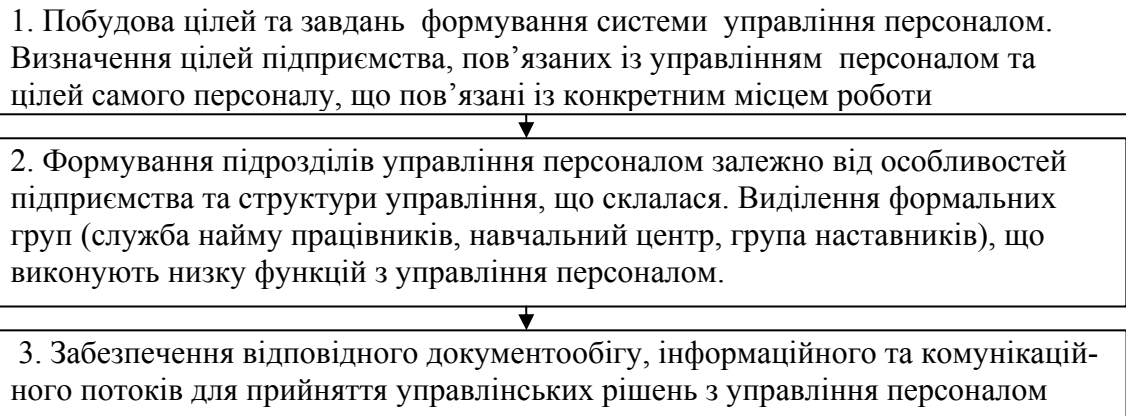 1. Побудова цілей та завдань формування системи управління персоналом.
Визначення цілей підприємства, пов’язаних із управлінням персоналом та
цілей самого персоналу, що пов’язані із конкретним місцем роботи
2. Формування підрозділів управління персоналом залежно від особливостей
підприємства та структури управління, що склалася. Виділення формальних
груп (служба найму працівників, навчальний центр, група наставників), що
виконують низку функцій з управління персоналом.
3. Забезпечення відповідного документообігу, інформаційного та комунікацій-
ного потоків для прийняття управлінських рішень з управління персоналом